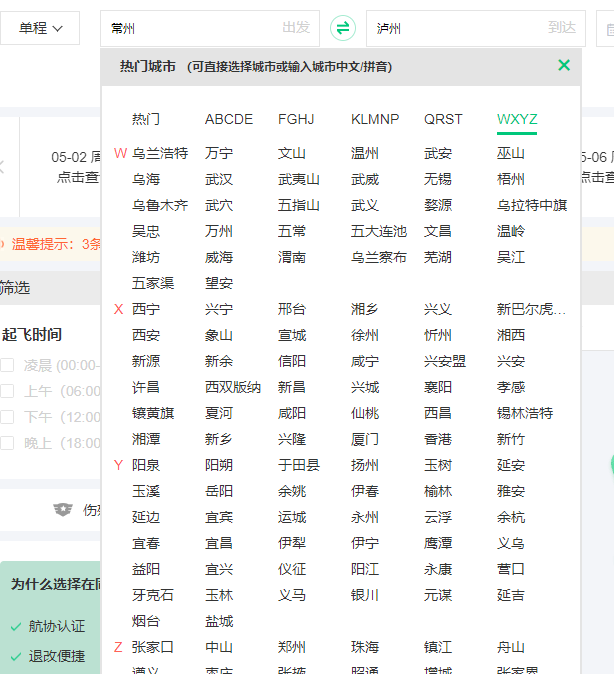 单程 常州 出发 泸州 到达
热门城市 (可直接选择城市或输入城市中文/拼音)
热门 ABCDE FGHJ KLMNP QRST WXYZ
W 乌兰浩特 万宁 文山 温州 武安 巫山
05-02 周
点击查
5-06 周
点击查
乌海 武汉 武夷山 武威 无锡 梧州
乌鲁木齐 武穴 五指山 武义 婺源 乌拉特中旗
吴忠 万州 五常 五大连池 文昌 温岭
温馨提示：3条
潍坊 威海 渭南 乌兰察布 芜湖 吴江
五家渠 望安
筛选
X 西宁 兴宁 邢台 湘乡 兴义 新巴尔虎...
西安 象山 宣城 徐州 忻州 湘西
起飞时间
新源 新余 信阳 咸宁 兴安盟 兴安
凌晨 (00:00-
许昌 西双版纳 新昌 兴城 襄阳 孝感
上午 (06:00
镶黄旗 夏河 咸阳 仙桃 西昌 锡林浩特
下午 (12:00
湘潭 新乡 兴隆 厦门 香港 新竹
晚上 (18:00
Y 阳泉 阳朔 于田县 扬州 玉树 延安
玉溪 岳阳 余姚 伊春 榆林 雅安
延边 宜宾 运城 永州 云浮 余杭
宜春 宜昌 伊犁 伊宁 鹰潭 义乌
益阳 宜兴 仪征 阳江 永康 营口
为什么选择在
牙克石 玉林 义马 银川 元谋 延吉
烟台 盐城
航协认证
Z 张家口 中山 郑州 珠海 镇江 舟山
退改便捷
遵义 枣庄 张掖 昭通 增城 张家界